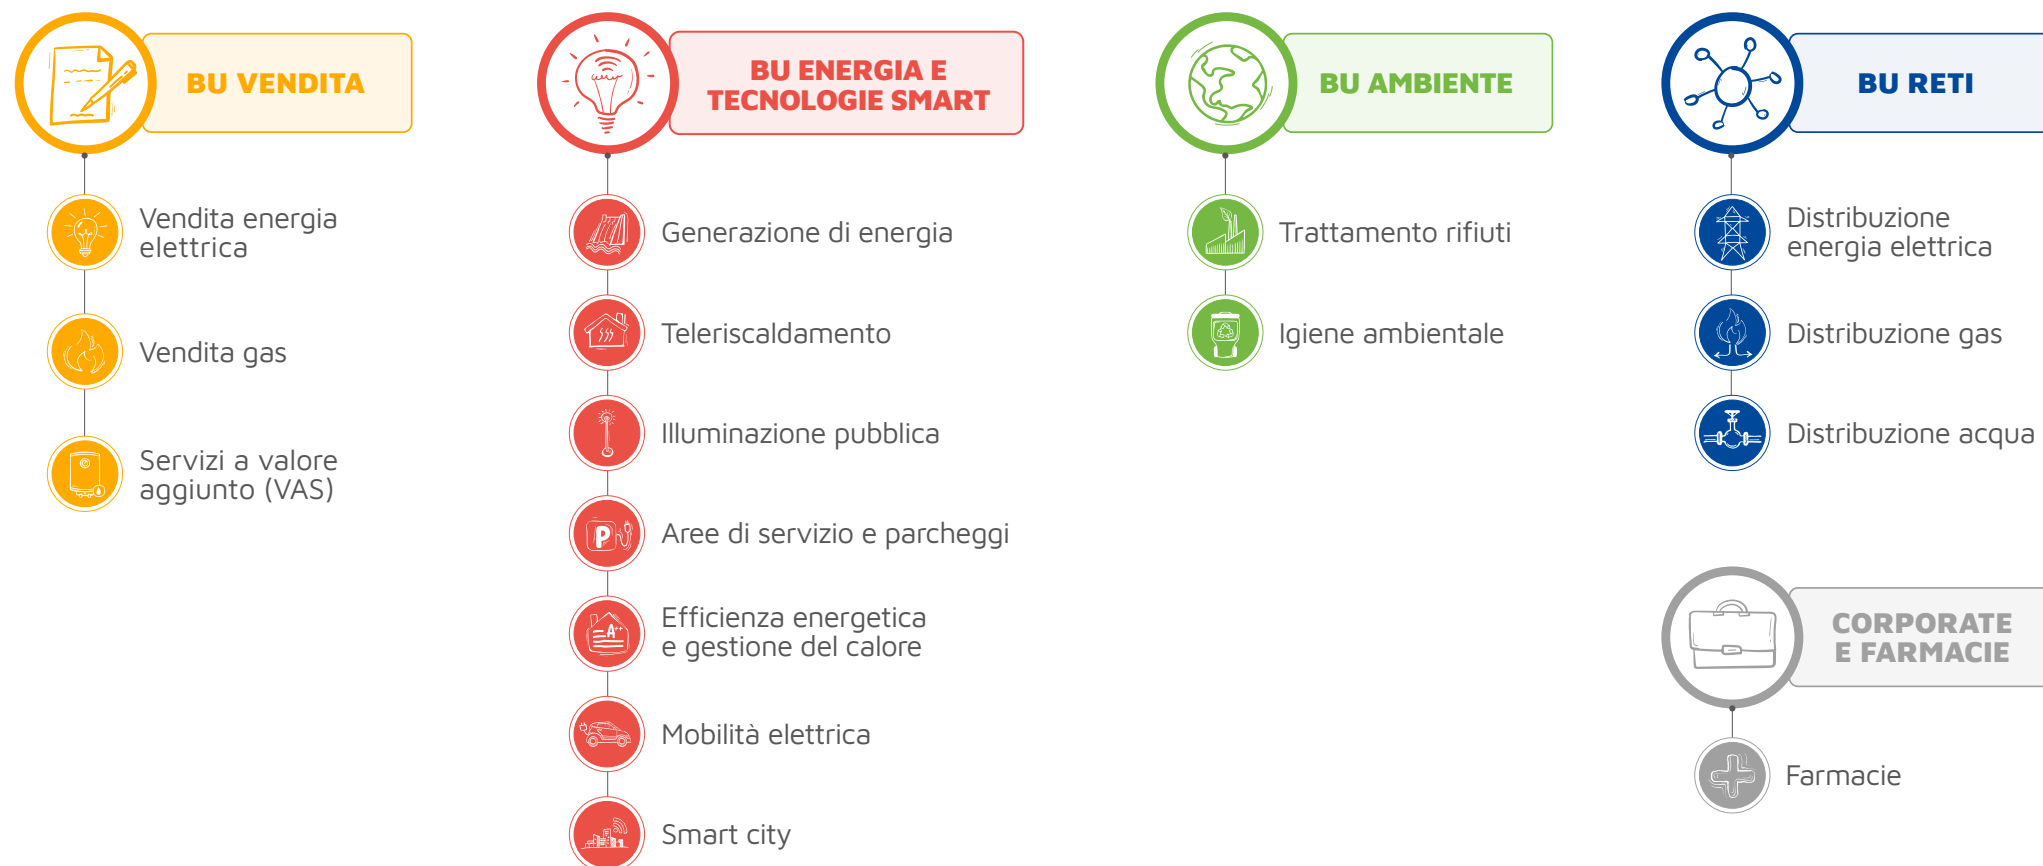 BU VENDITA
Vendita energia
elettrica
Vendita gas
Servizi a valore
aggiunto (VAS)
BU ENERGIA E
TECNOLOGIE SMART
Generazione di energia
Teleriscaldamento
Illuminazione pubblica
P
Aree di servizio e parcheggi
A++
Efficienza energetica
e gestione del calore
Mobilità elettrica
Smart city
BU AMBIENTE
Trattamento rifiuti
Igiene ambientale
BU RETI
Distribuzione
energia elettrica
Distribuzione gas
Distribuzione acqua
CORPORATE
E FARMACIE
Farmacie